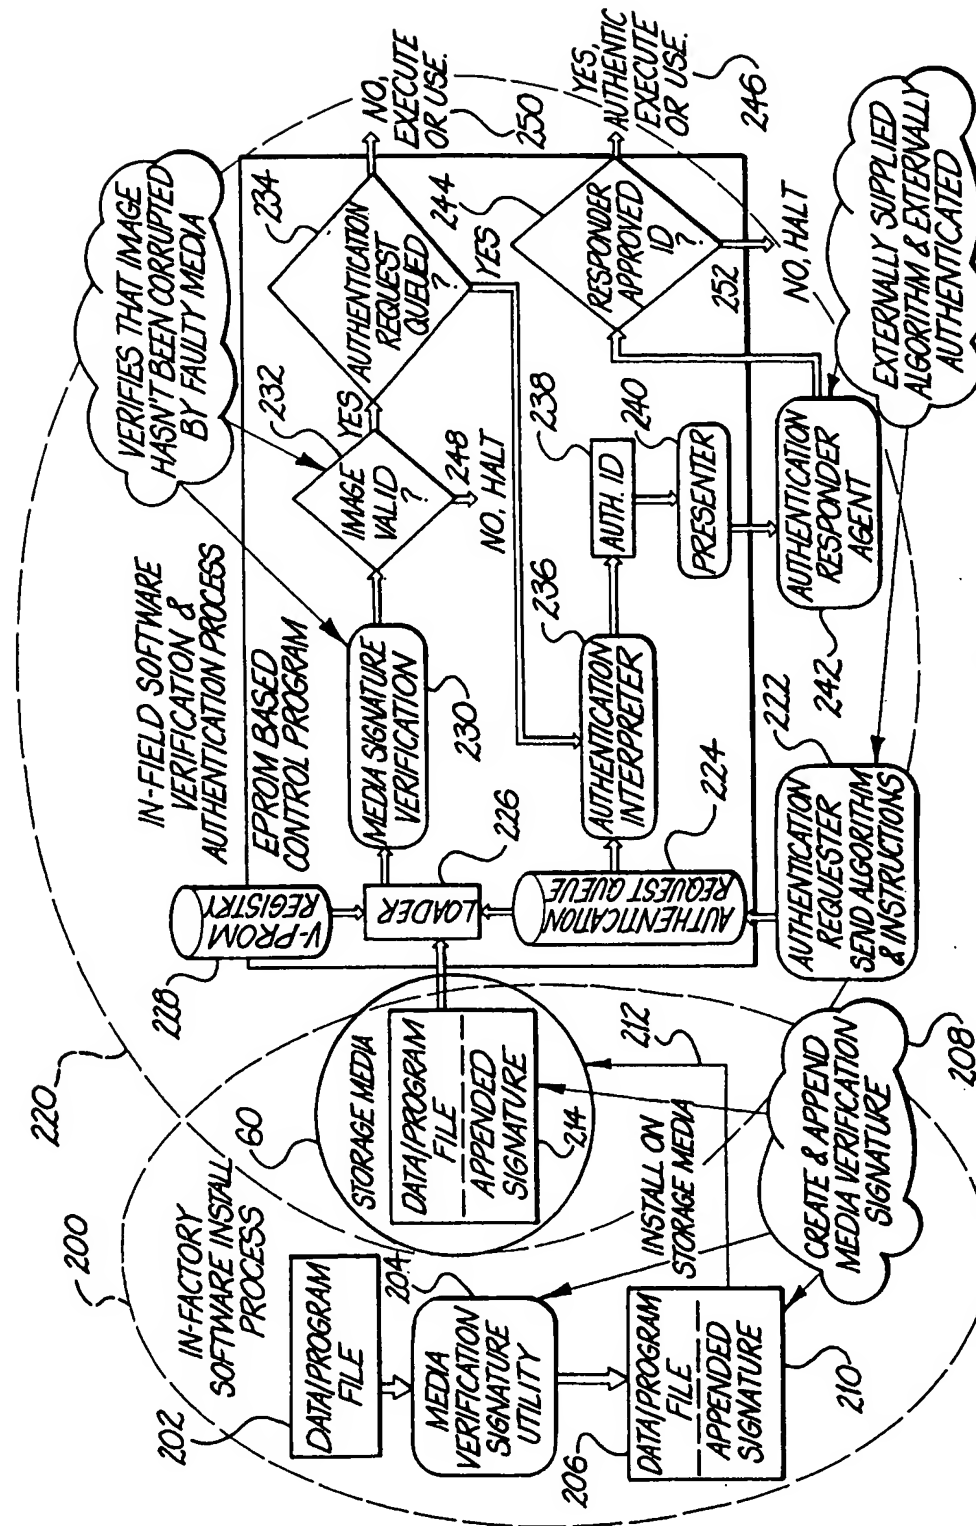 200
IN-FACTORY
SOFTWARE INSTALL
PROCESS
202
DATA/PROGRAM
FILE
204
MEDIA
VERIFICATION
SIGNATURE
UTILITY
206
DATA/PROGRAM
FILE
APPENDED
SIGNATURE
210
CREATE & APPEND
MEDIA VERIFICATION
SIGNATURE
208
INSTALL ON
STORAGE MEDIA
212
60
STORAGE MEDIA
DATA/PROGRAM
FILE
APPENDED
SIGNATURE
214
220
IN-FIELD SOFTWARE
VERIFICATION &
AUTHENTICATION PROCESS
EPROM BASED
CONTROL PROGRAM
228
V-PROM
REGISTRY
LOADER
226
AUTHENTICATION
REQUEST QUEUE
224
AUTHENTICATION
REQUESTER
SEND ALGORITHM
& INSTRUCTIONS
222
MEDIA SIGNATURE
VERIFICATION
230
AUTHENTICATION
INTERPRETER
236
VERIFIES THAT IMAGE
HASN'T BEEN CORRUPTED
BY FAULTY MEDIA
232
IMAGE
VALID
?
YES
248
NO, HALT
234
AUTHENTICATION
REQUEST
QUEUED
?
YES
NO,
EXECUTE
OR USE.
250
AUTH. ID
238
PRESENTER
240
AUTHENTICATION
RESPONDER
AGENT
242
244
RESPONDER
APPROVED
ID
?
YES,
AUTHENTIC
EXECUTE
OR USE.
246
252
NO, HALT
EXTERNALLY SUPPLIED
ALGORITHM & EXTERNALLY
AUTHENTICATED